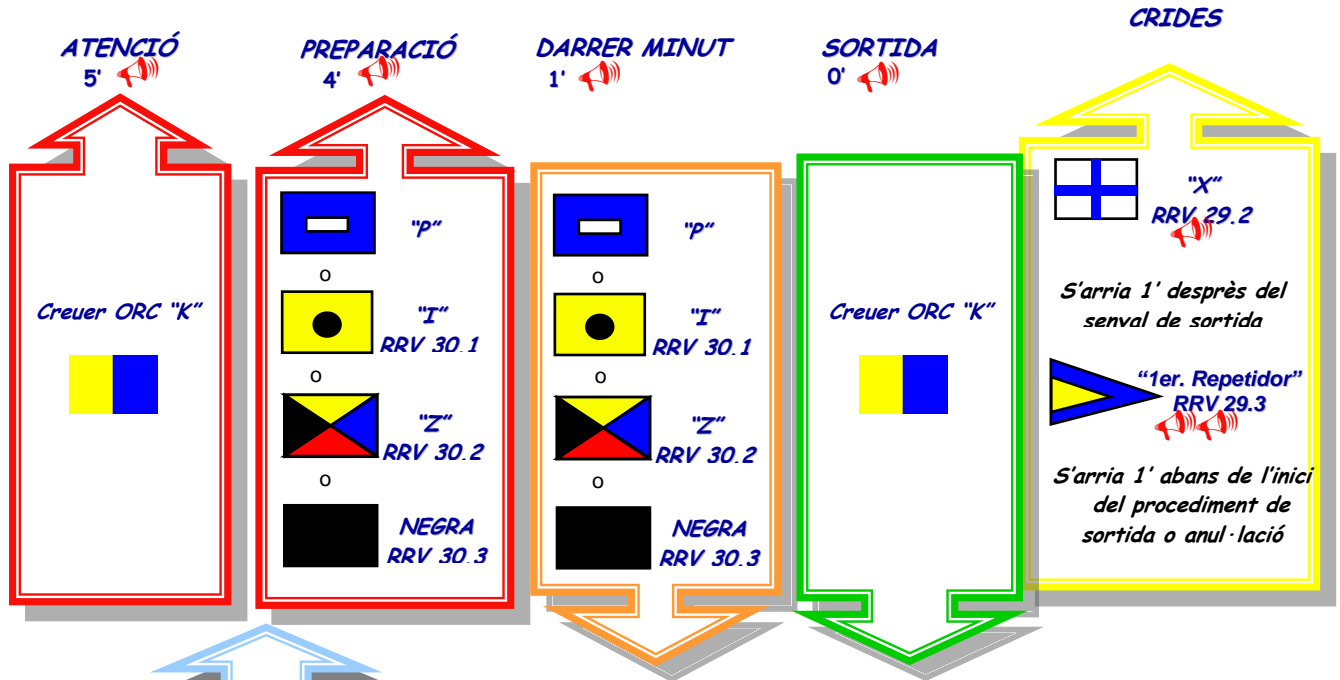 ATENCIÓ
5'
Creuer ORC “K”
PREPARACIÓ
4'
“P”
o
“I”
RRV 30.1
o
“Z”
RRV 30.2
o
NEGRA
RRV 30.3
DARRER MINUT
1'
“P”
o
“I”
RRV 30.1
o
“Z”
RRV 30.2
o
NEGRA
RRV 30.3
SORTIDA
0'
Creuer ORC “K”
CRIDES
“X”
RRV 29.2
S'arria 1' desprès del
senyal de sortida
“1er. Repetidor”
RRV 29.3
S'arria 1' abans de l'inici
del procediment de
sortida o anul·lació